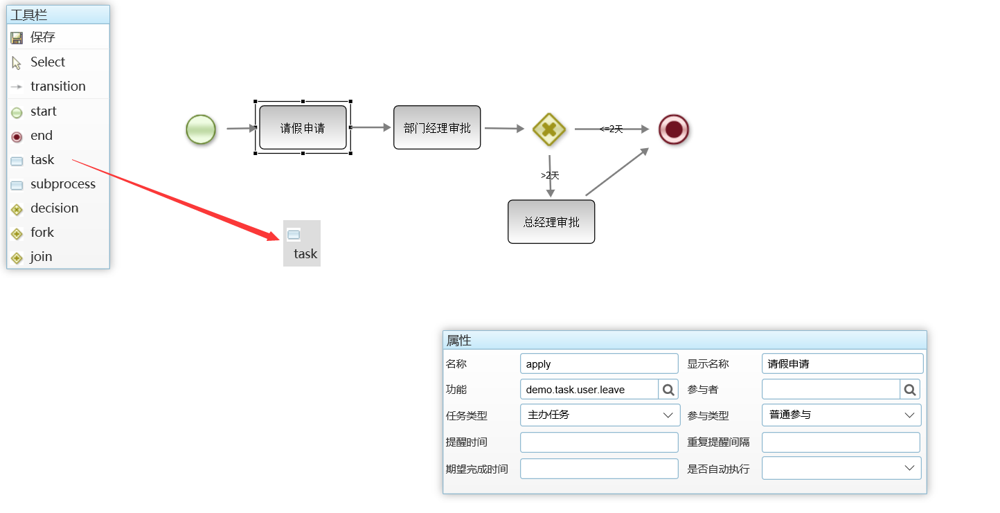 工具栏
保存
Select
transition
start
end
task
subprocess
decision
fork
join
请假申请
部门经理审批
<=2天
>2天
总经理审批
task
属性
名称 apply 显示名称 请假申请
功能 demo.task.user.leave 参与者
任务类型 主办任务 参与类型 普通参与
提醒时间 重复提醒间隔
期望完成时间 是否自动执行